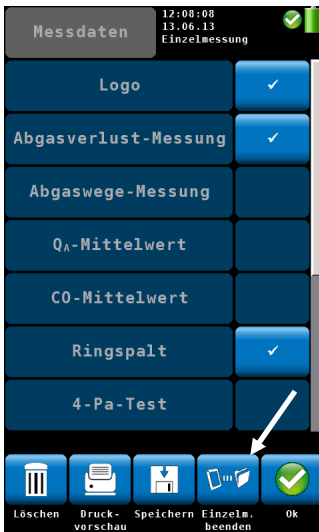 Messdaten
12:08:08
13.06.13
Einzelmessung
Logo
Abgasverlust-Messung
Abgaswege-Messung
QA-Mittelwert
CO-Mittelwert
Ringspalt
4-Pa-Test
Löschen
Druck-
vorschau
Speichern
Einzelm.
beenden
Ok